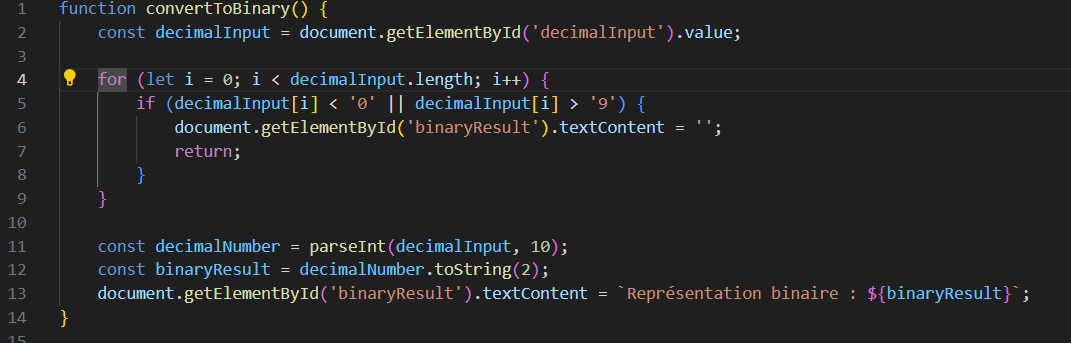 1 function convertToBinary() {
2     const decimalInput = document.getElementById('decimalInput').value;
3
4     for (let i = 0; i < decimalInput.length; i++) {
5         if (decimalInput[i] < '0' || decimalInput[i] > '9') {
6             document.getElementById('binaryResult').textContent = '';
7             return;
8         }
9     }
10
11     const decimalNumber = parseInt(decimalInput, 10);
12     const binaryResult = decimalNumber.toString(2);
13     document.getElementById('binaryResult').textContent = `Représentation binaire : ${binaryResult}`;
14 }
15